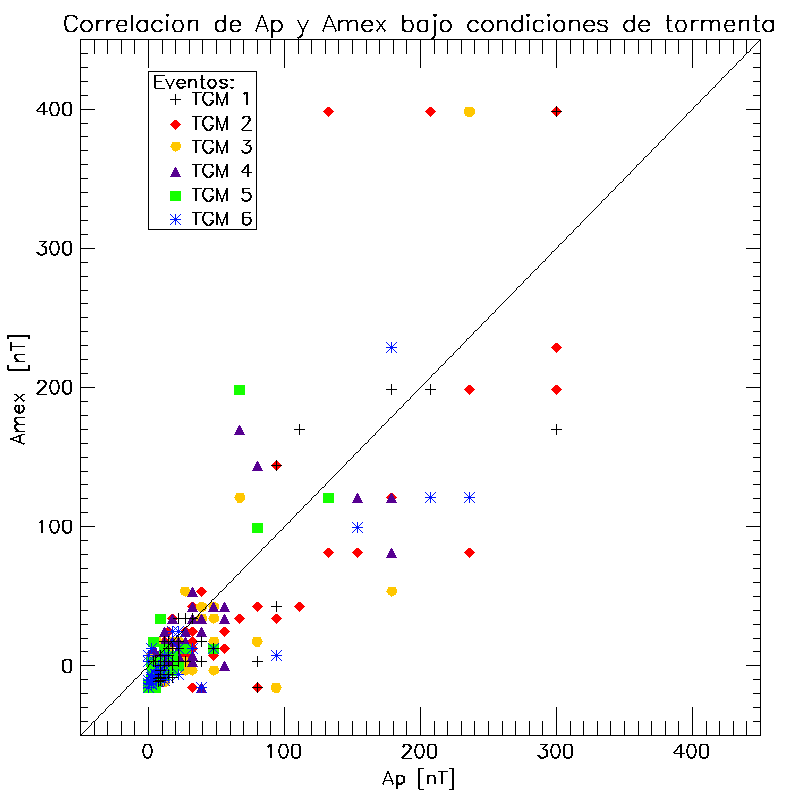 Correlacion de Ap y Amex bajo condiciones de tormenta
400
300
200
100
0
Amex [nT]
Eventos:
TGM 1
TGM 2
TGM 3
TGM 4
TGM 5
TGM 6
0 100 200 300 400
Ap [nT]